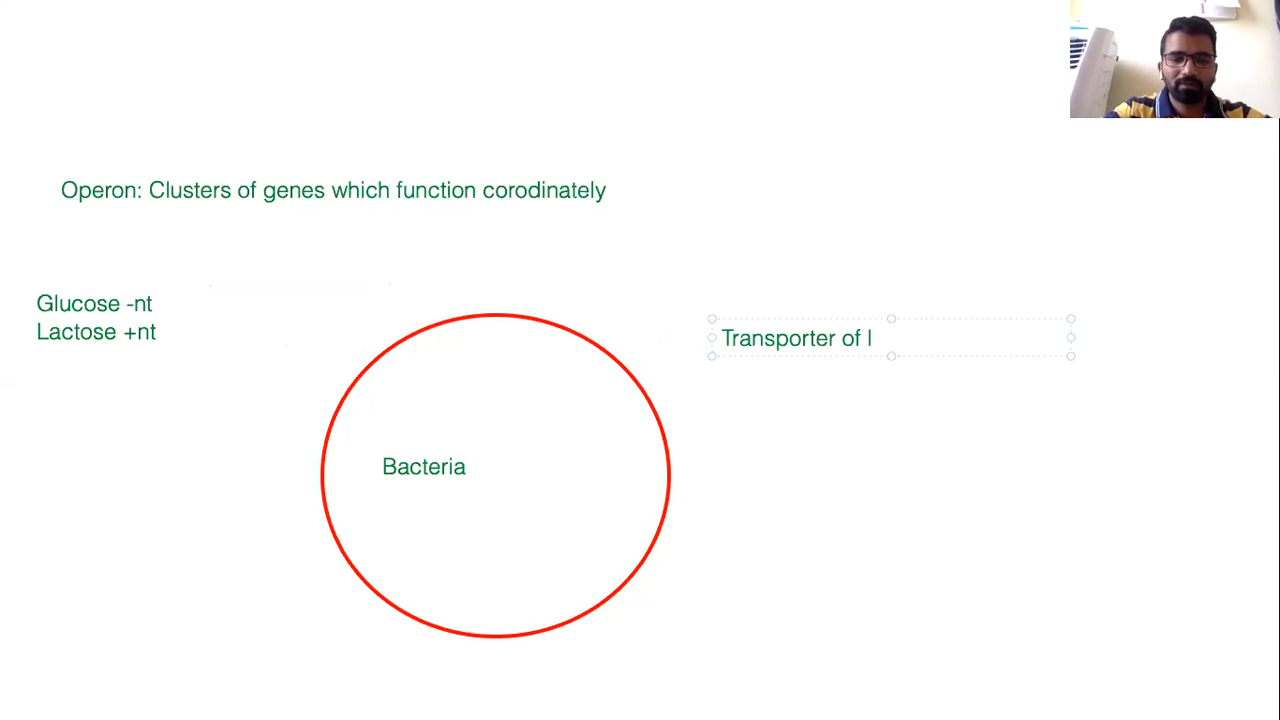 Operon: Clusters of genes which function corodinately
Glucose -nt
Lactose +nt
Transporter of l
Bacteria